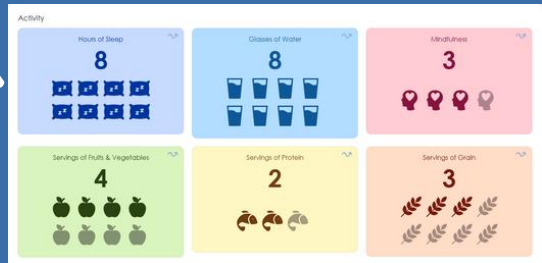 Activity
Hours of Sleep
8
Glasses of Water
8
Mindfulness
3
Servings of Fruits & Vegetables
4
Servings of Protein
2
Servings of Grain
3